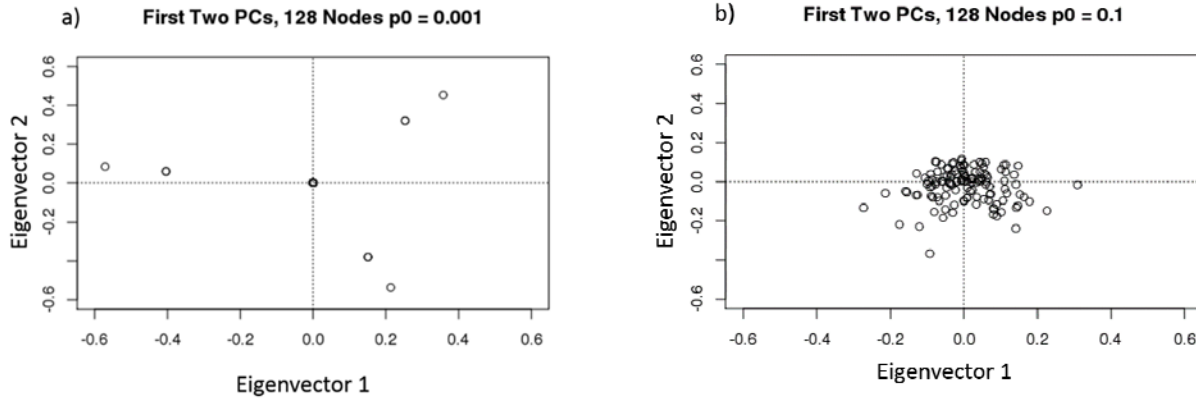 a) First Two PCs, 128 Nodes p0 = 0.001
Eigenvector 2
0.6
0.4
0.2
0.0
-0.2
-0.6
-0.6 -0.4 -0.2 0.0 0.2 0.4 0.6
Eigenvector 1
b) First Two PCs, 128 Nodes p0 = 0.1
Eigenvector 2
0.6
0.4
0.2
0.0
-0.2
-0.6
-0.6 -0.4 -0.2 0.0 0.2 0.4 0.6
Eigenvector 1